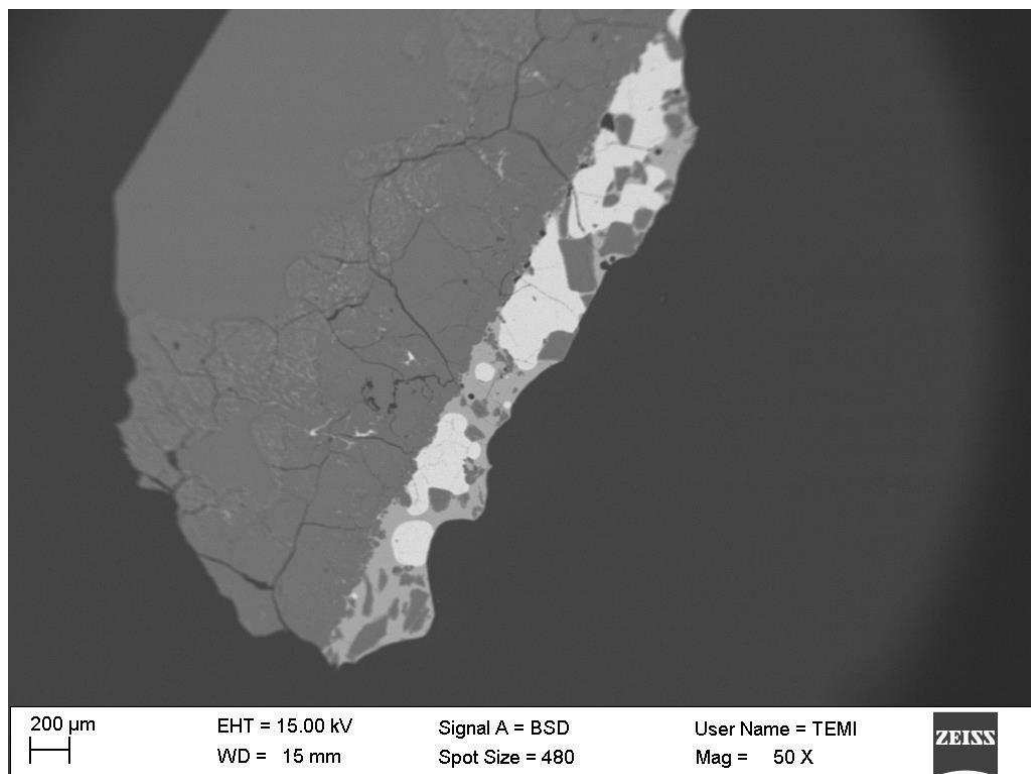 200 µm
EHT = 15.00 kV
Signal A = BSD
User Name = TEMI
WD = 15 mm
Spot Size = 480
Mag = 50 X
ZEISS